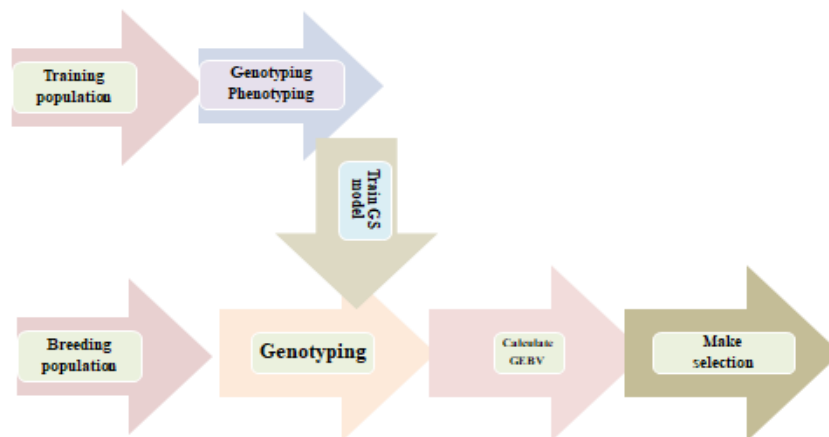 Training
population
Genotyping
Phenotyping
Train GS
model
Breeding
population
Genotyping
Calculate
GEBV
Make
selection